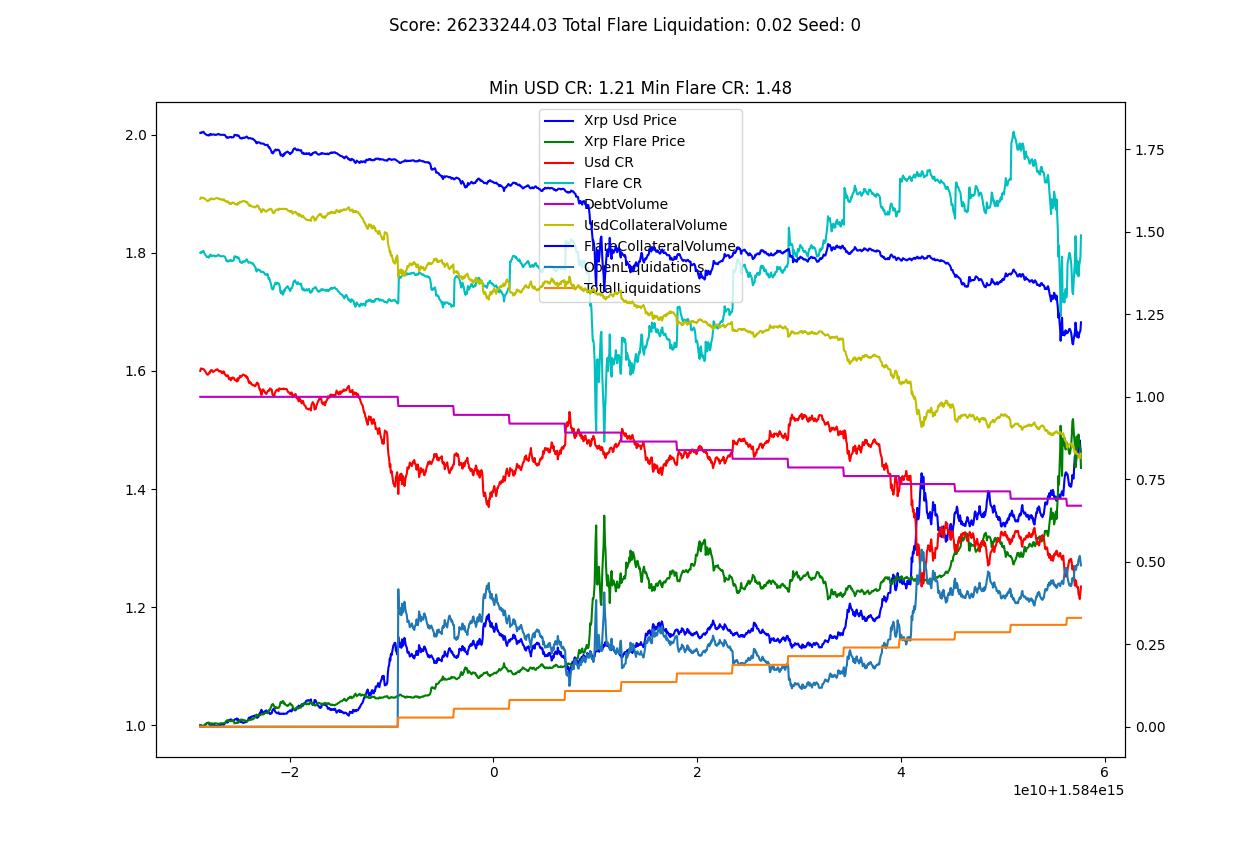 Score: 26233244.03 Total Flare Liquidation: 0.02 Seed: 0
Min USD CR: 1.21 Min Flare CR: 1.48
Xrp Usd Price
Xrp Flare Price
Usd CR
Flare CR
DebtVolume
UsdCollateralVolume
FlareCollateralVolume
OpenLiquidations
TotalLiquidations
2.0
1.8
1.6
1.4
1.2
1.0
1.75
1.50
1.25
1.00
0.75
0.50
0.25
0.00
−2 0 2 4 6
1e10+1.584e15